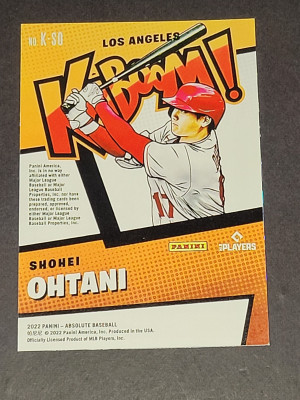 NO. K-SO
LOS ANGELES
KABOOM!
17
Panini America,
Inc. is in no way
affiliated with either
Major League
Baseball or Major
League Baseball
Properties, Inc. nor have
these trading cards been
prepared, approved,
endorsed, or licensed by
either Major League
Baseball or Major League
Baseball Properties, Inc.
PANINI
PLAYERS
SHOHEI
OHTANI
2022 PANINI – ABSOLUTE BASEBALL
© 2022 Panini America, Inc. Produced in the USA.
Officially Licensed Product of MLB Players, Inc.